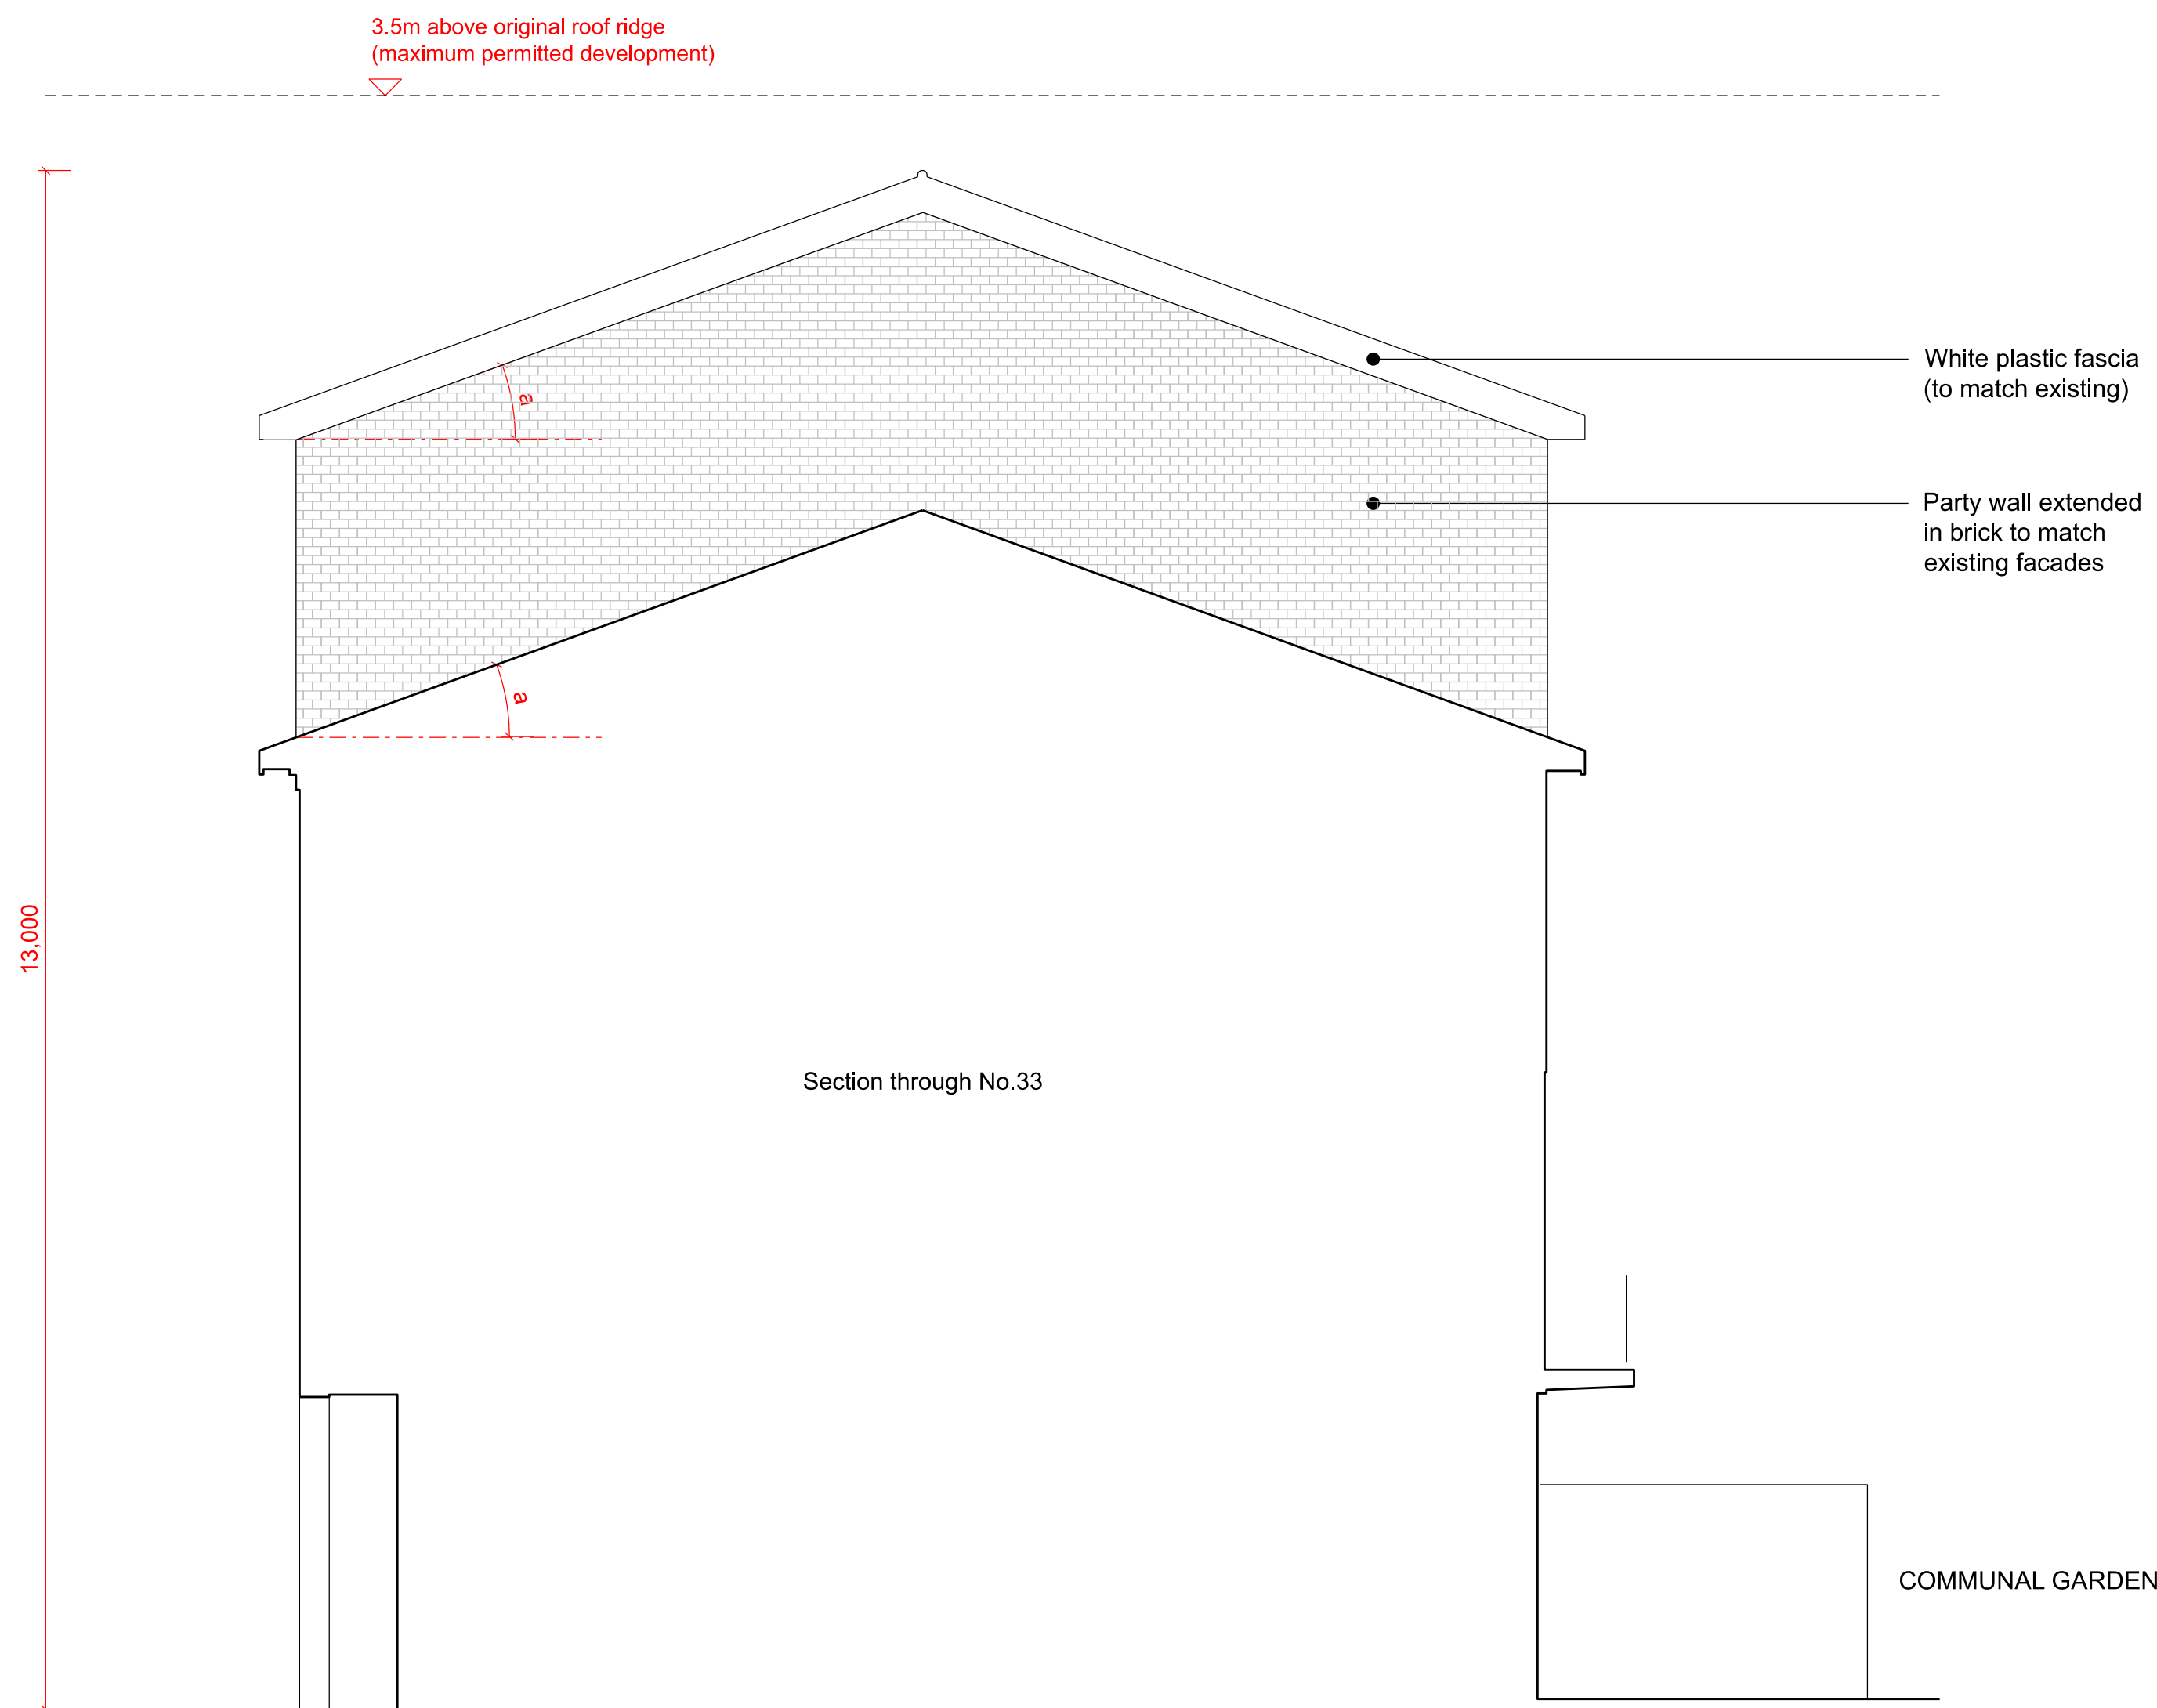 3.5m above original roof ridge
(maximum permitted development)
White plastic fascia
(to match existing)
a
Party wall extended
in brick to match
existing facades
a
13,000
Section through No.33
COMMUNAL GARDEN